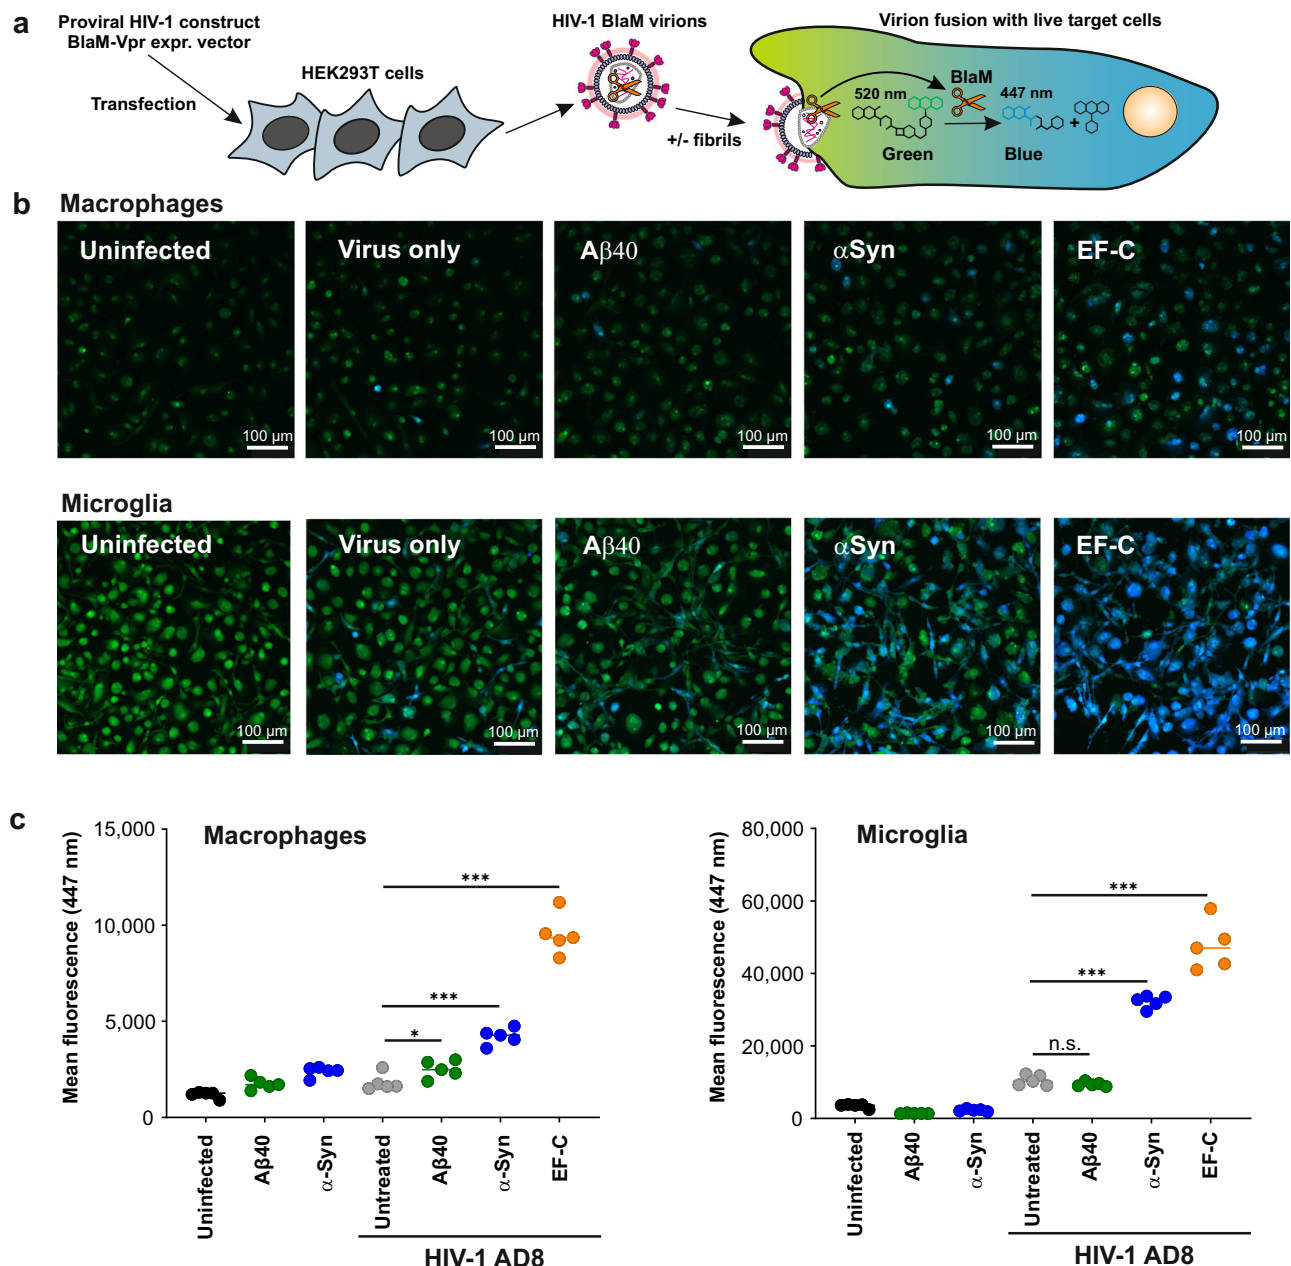 a
Proviral HIV-1 construct
BlaM-Vpr expr. vector
Transfection
HEK293T cells
HIV-1 BlaM virions
+/- fibrils
Virion fusion with live target cells
BlaM
520 nm
447 nm
+
Green
Blue
b
Macrophages
Uninfected
Virus only
Aβ40
αSyn
EF-C
100 µm
100 µm
100 µm
100 µm
100 µm
Microglia
Uninfected
Virus only
Aβ40
αSyn
EF-C
100 µm
100 µm
100 µm
100 µm
100 µm
c
Macrophages
Mean fluorescence (447 nm)
15,000
10,000
5,000
0
***
***
*
Uninfected
Aβ40
α-Syn
Untreated
Aβ40
α-Syn
EF-C
HIV-1 AD8
Microglia
Mean fluorescence (447 nm)
80,000
60,000
40,000
20,000
0
***
***
n.s.
Uninfected
Aβ40
α-Syn
Untreated
Aβ40
α-Syn
EF-C
HIV-1 AD8